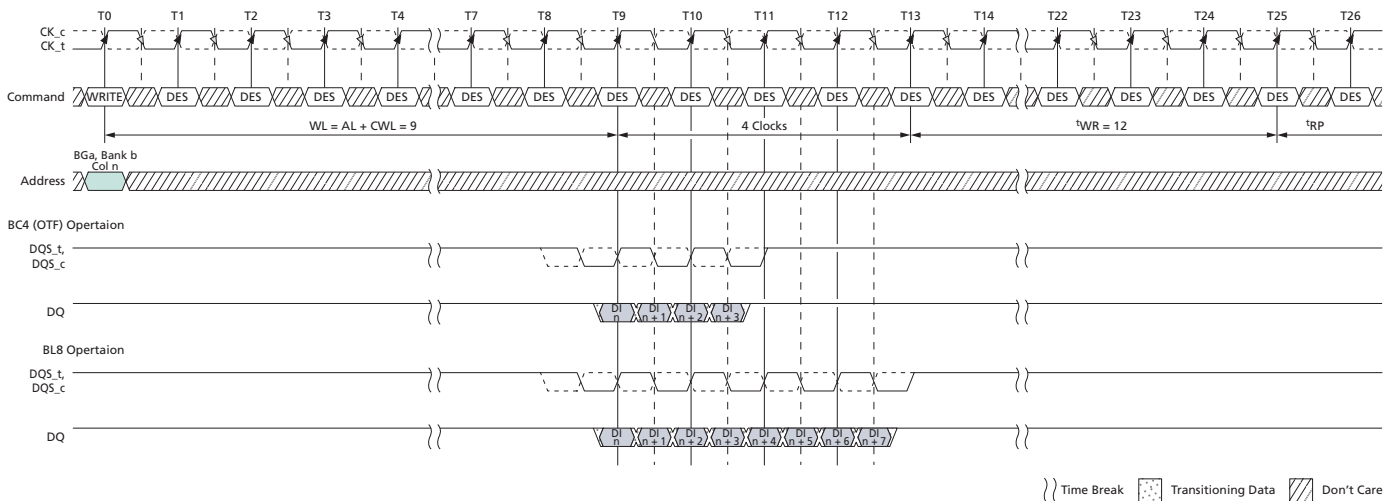 T0 T1 T2 T3 T4 T7 T8 T9 T10 T11 T12 T13 T14 T22 T23 T24 T25 T26
CK_c
CK_t
Command WRITE DES DES DES DES DES DES DES DES DES DES DES DES DES DES DES DES DES
WL = AL + CWL = 9 4 Clocks tWR = 12 tRP
BGa, Bank b
Col n
Address
BC4 (OTF) Opertaion
DQS_t,
DQS_c
DQ DI n DI n + 1 DI n + 2 DI n + 3
BL8 Opertaion
DQS_t,
DQS_c
DQ DI n DI n + 1 DI n + 2 DI n + 3 DI n + 4 DI n + 5 DI n + 6 DI n + 7
Time Break Transitioning Data Don't Care